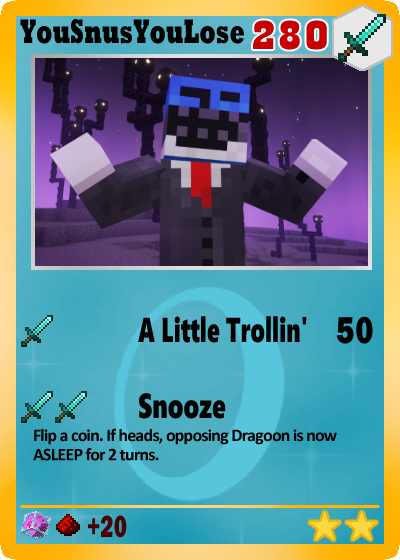 YouSnusYouLose 280
A Little Trollin' 50
Snooze
Flip a coin. If heads, opposing Dragoon is now
ASLEEP for 2 turns.
+20